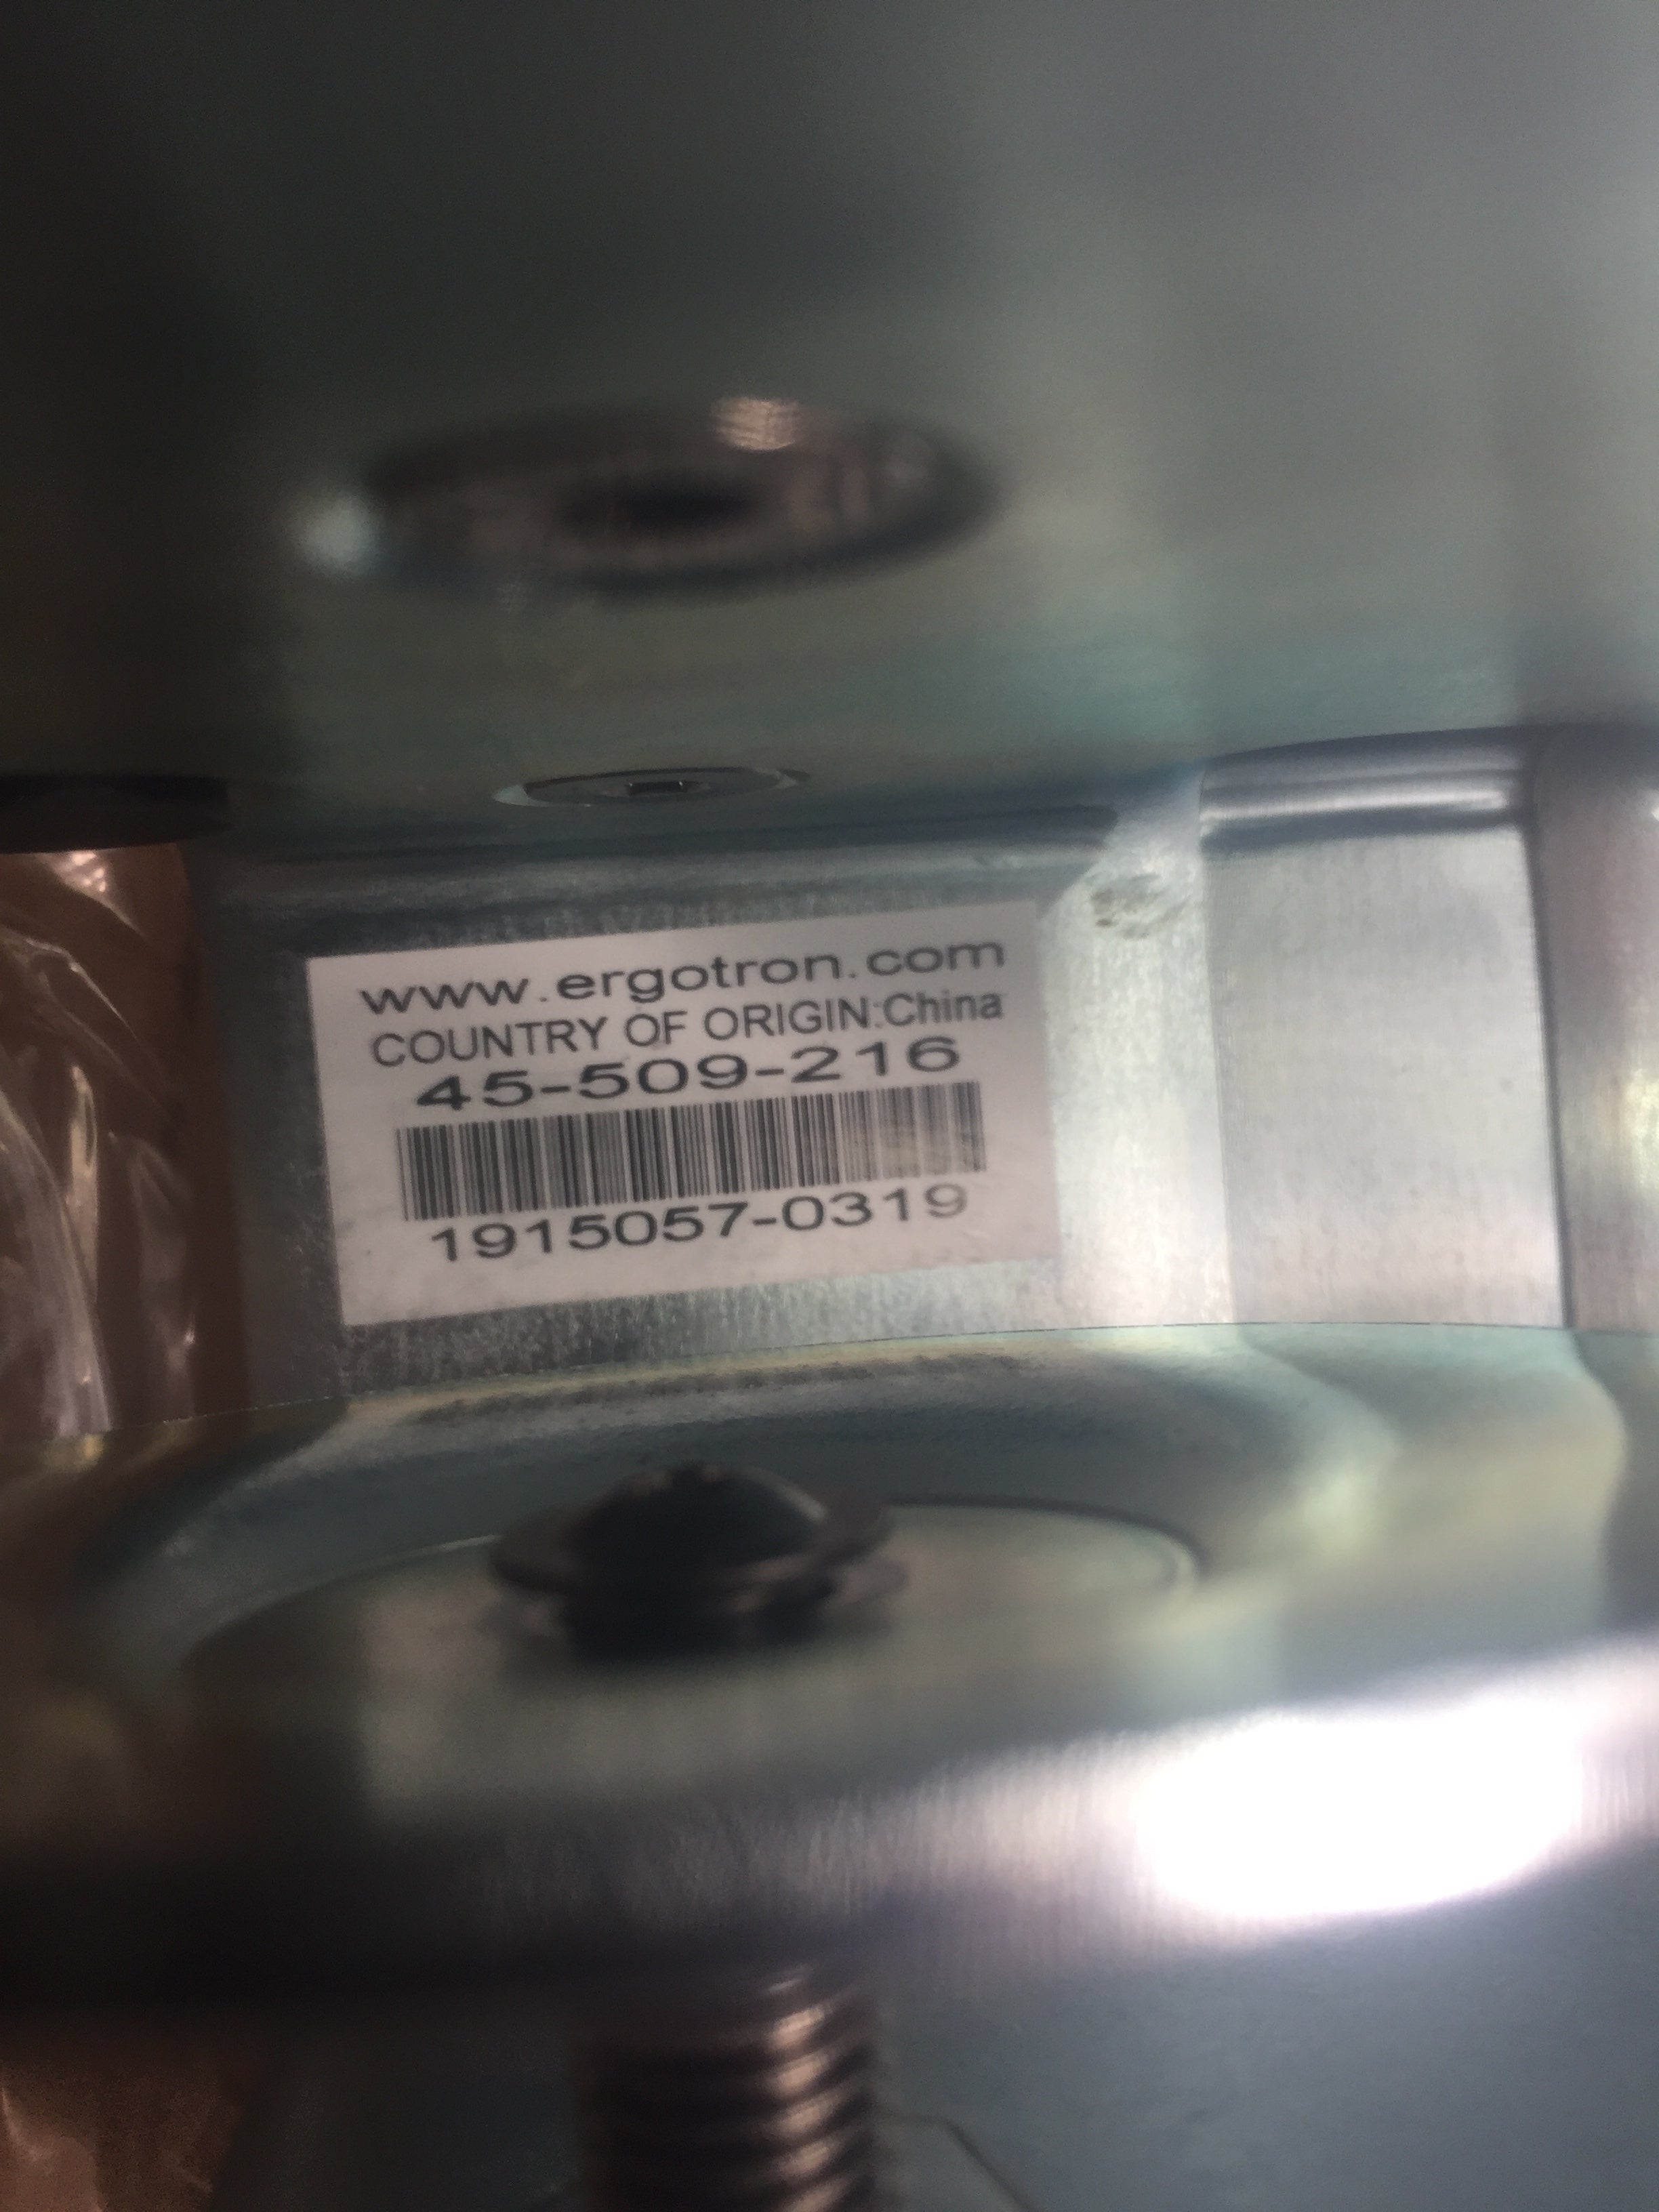 www.ergotron.com
COUNTRY OF ORIGIN:China
45-509-216
1915057-0319